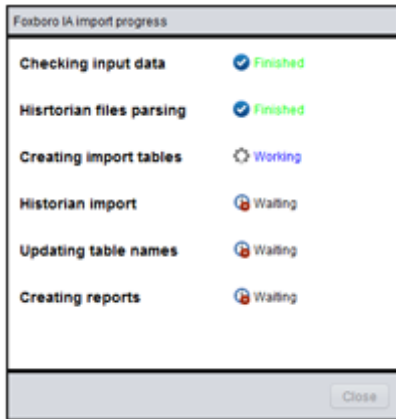 Foxboro IA import progress
Checking input data Finished
Hisrtorian files parsing Finished
Creating import tables Working
Historian import Waiting
Updating table names Waiting
Creating reports Waiting
Close